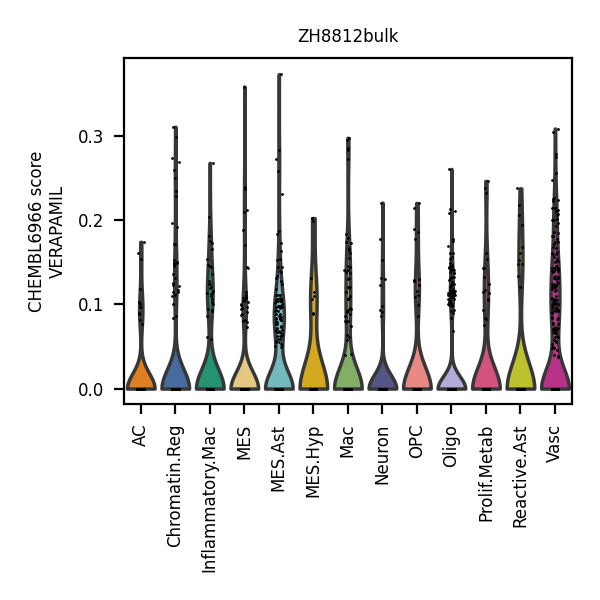 ZH8812bulk
CHEMBL6966 score
VERAPAMIL
0.3
0.2
0.1
0.0
AC
Chromatin.Reg
Inflammatory.Mac
MES
MES.Ast
MES.Hyp
Mac
Neuron
OPC
Oligo
Prolif.Metab
Reactive.Ast
Vasc